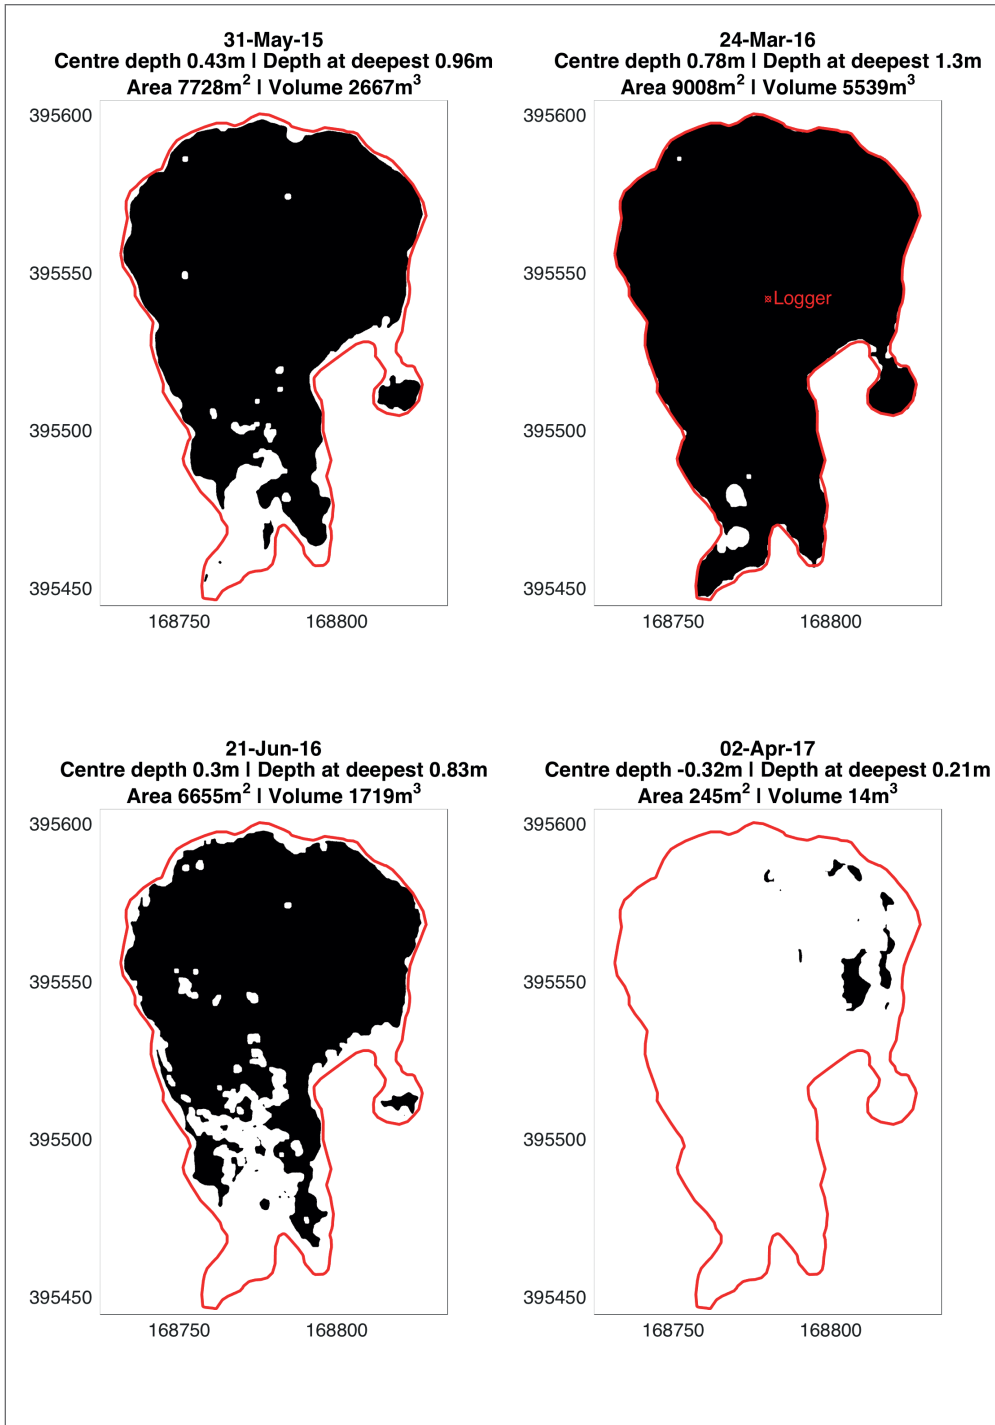 31-May-15
Centre depth 0.43m | Depth at deepest 0.96m
Area 7728m² | Volume 2667m³
395600
395550
395500
395450
168750 168800
24-Mar-16
Centre depth 0.78m | Depth at deepest 1.3m
Area 9008m² | Volume 5539m³
395600
395550
Logger
395500
395450
168750 168800
21-Jun-16
Centre depth 0.3m | Depth at deepest 0.83m
Area 6655m² | Volume 1719m³
395600
395550
395500
395450
168750 168800
02-Apr-17
Centre depth -0.32m | Depth at deepest 0.21m
Area 245m² | Volume 14m³
395600
395550
395500
395450
168750 168800